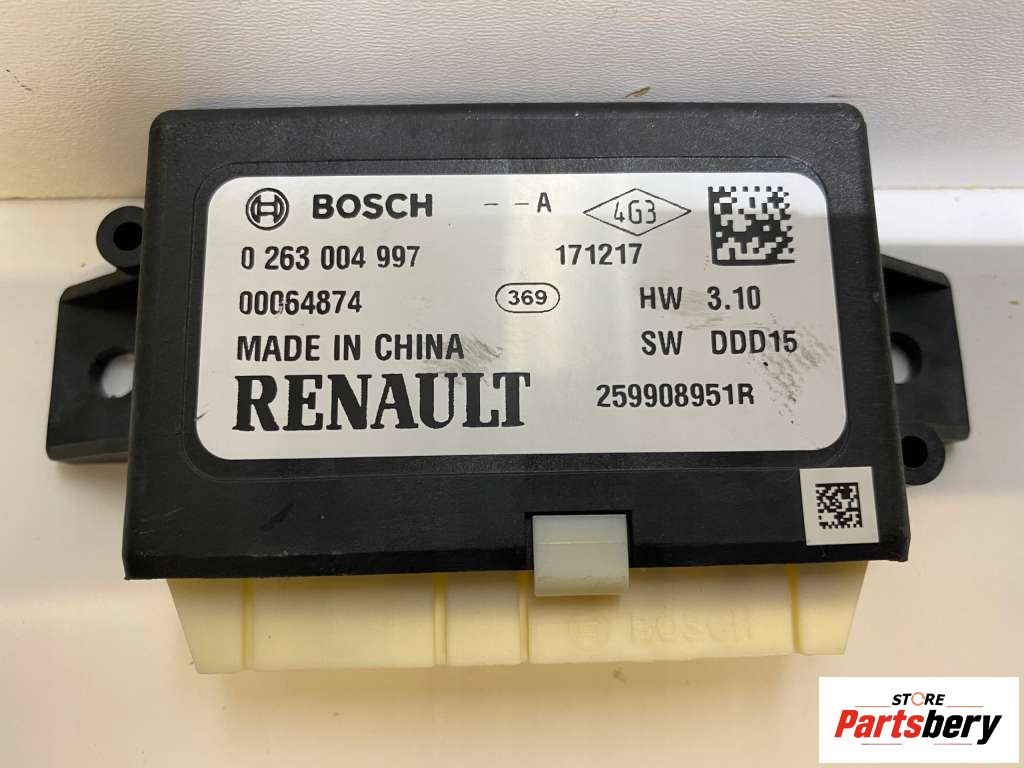 BOSCH --A 4G3
0 263 004 997 171217
00064874 369 HW 3.10
MADE IN CHINA SW DDD15
RENAULT 259908951R
BOSCH
STORE
Partsbery